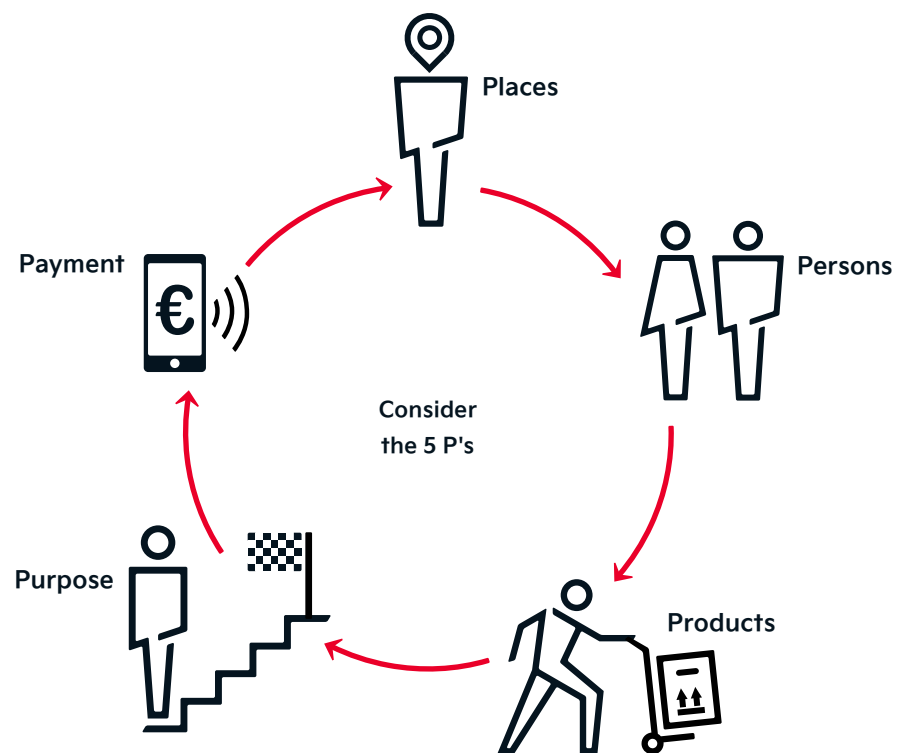 Places
Persons
Payment
€
Consider
the 5 P's
Purpose
Products